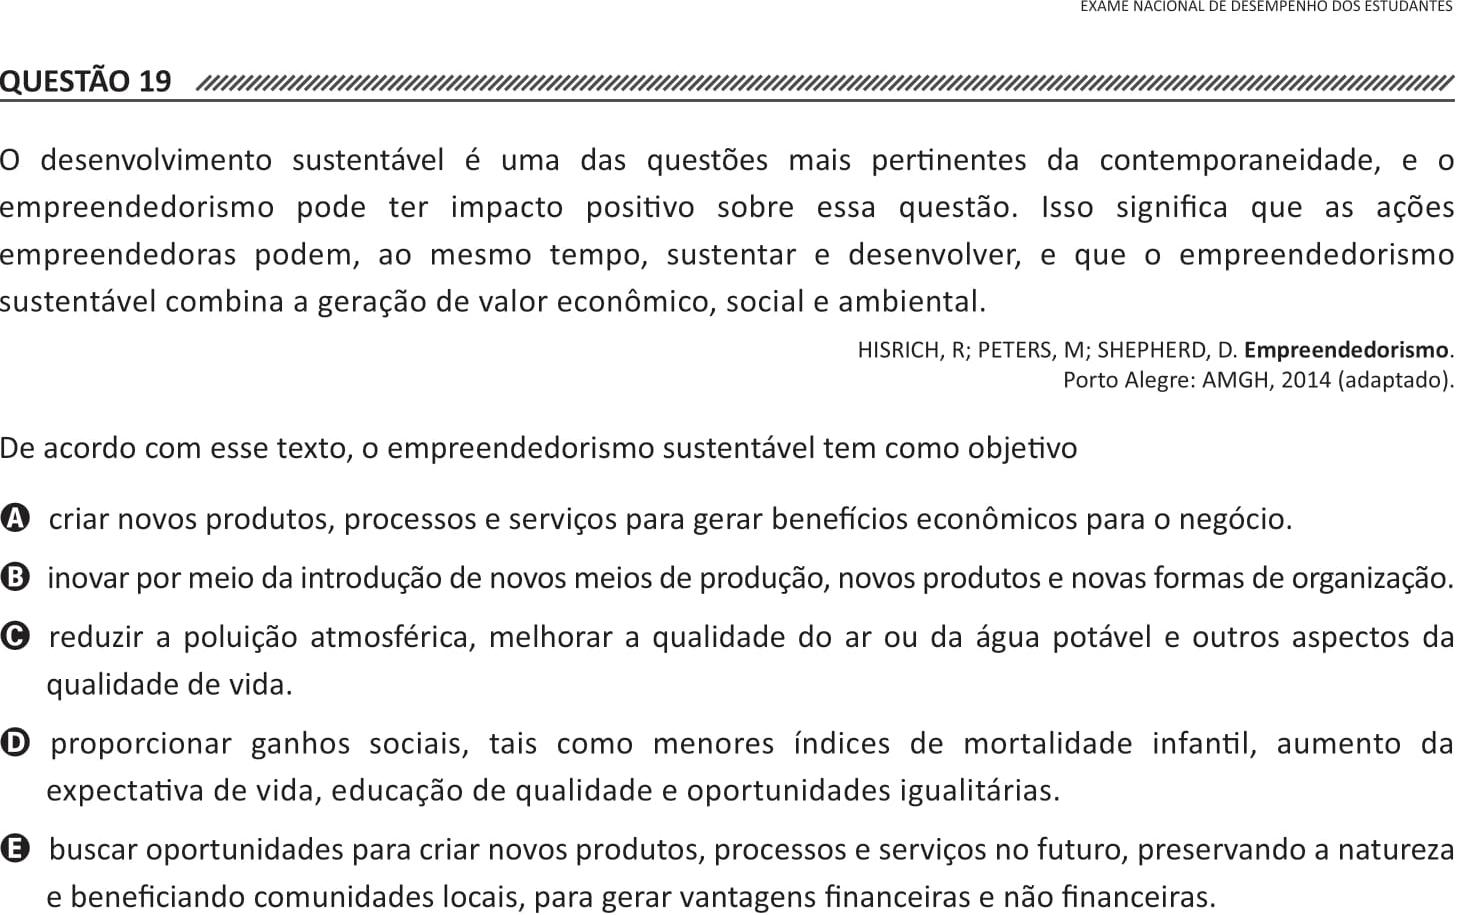 EXAME NACIONAL DE DESEMPENHO DOS ESTUDANTES
QUESTÃO 19
O desenvolvimento sustentável é uma das questões mais pertinentes da contemporaneidade, e o
empreendedorismo pode ter impacto positivo sobre essa questão. Isso significa que as ações
empreendedoras podem, ao mesmo tempo, sustentar e desenvolver, e que o empreendedorismo
sustentável combina a geração de valor econômico, social e ambiental.
HISRICH, R; PETERS, M; SHEPHERD, D. Empreendedorismo.
Porto Alegre: AMGH, 2014 (adaptado).
De acordo com esse texto, o empreendedorismo sustentável tem como objetivo
A criar novos produtos, processos e serviços para gerar benefícios econômicos para o negócio.
B inovar por meio da introdução de novos meios de produção, novos produtos e novas formas de organização.
C reduzir a poluição atmosférica, melhorar a qualidade do ar ou da água potável e outros aspectos da
qualidade de vida.
D proporcionar ganhos sociais, tais como menores índices de mortalidade infantil, aumento da
expectativa de vida, educação de qualidade e oportunidades igualitárias.
E buscar oportunidades para criar novos produtos, processos e serviços no futuro, preservando a natureza
e beneficiando comunidades locais, para gerar vantagens financeiras e não financeiras.